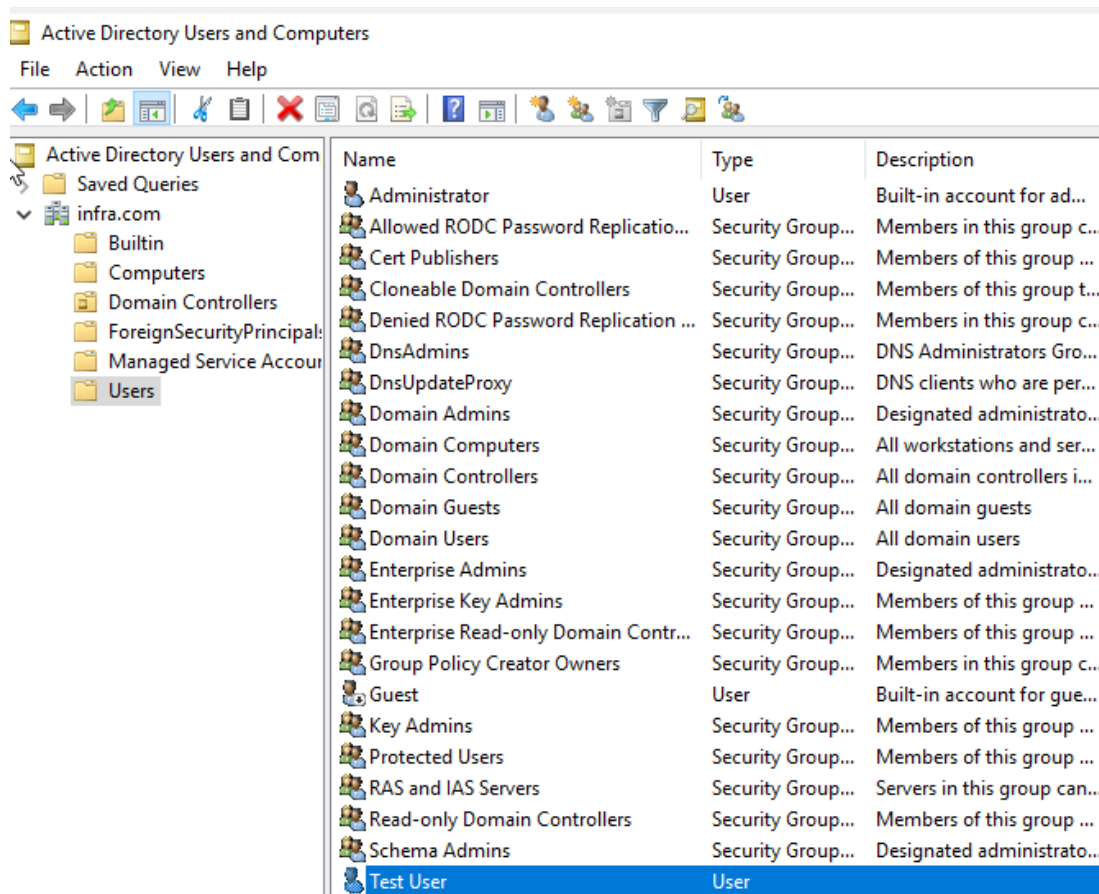 Active Directory Users and Computers
File Action View Help
Active Directory Users and Com
Saved Queries
infra.com
Builtin
Computers
Domain Controllers
ForeignSecurityPrincipals
Managed Service Accour
Users
Name Type Description
Administrator User Built-in account for ad...
Allowed RODC Password Replicatio... Security Group... Members in this group c...
Cert Publishers Security Group... Members of this group ...
Cloneable Domain Controllers Security Group... Members of this group t...
Denied RODC Password Replication ... Security Group... Members in this group c...
DnsAdmins Security Group... DNS Administrators Gro...
DnsUpdateProxy Security Group... DNS clients who are per...
Domain Admins Security Group... Designated administrato...
Domain Computers Security Group... All workstations and ser...
Domain Controllers Security Group... All domain controllers i...
Domain Guests Security Group... All domain guests
Domain Users Security Group... All domain users
Enterprise Admins Security Group... Designated administrato...
Enterprise Key Admins Security Group... Members of this group ...
Enterprise Read-only Domain Contr... Security Group... Members of this group ...
Group Policy Creator Owners Security Group... Members in this group c...
Guest User Built-in account for gue...
Key Admins Security Group... Members of this group ...
Protected Users Security Group... Members of this group ...
RAS and IAS Servers Security Group... Servers in this group can...
Read-only Domain Controllers Security Group... Members of this group ...
Schema Admins Security Group... Designated administrato...
Test User User